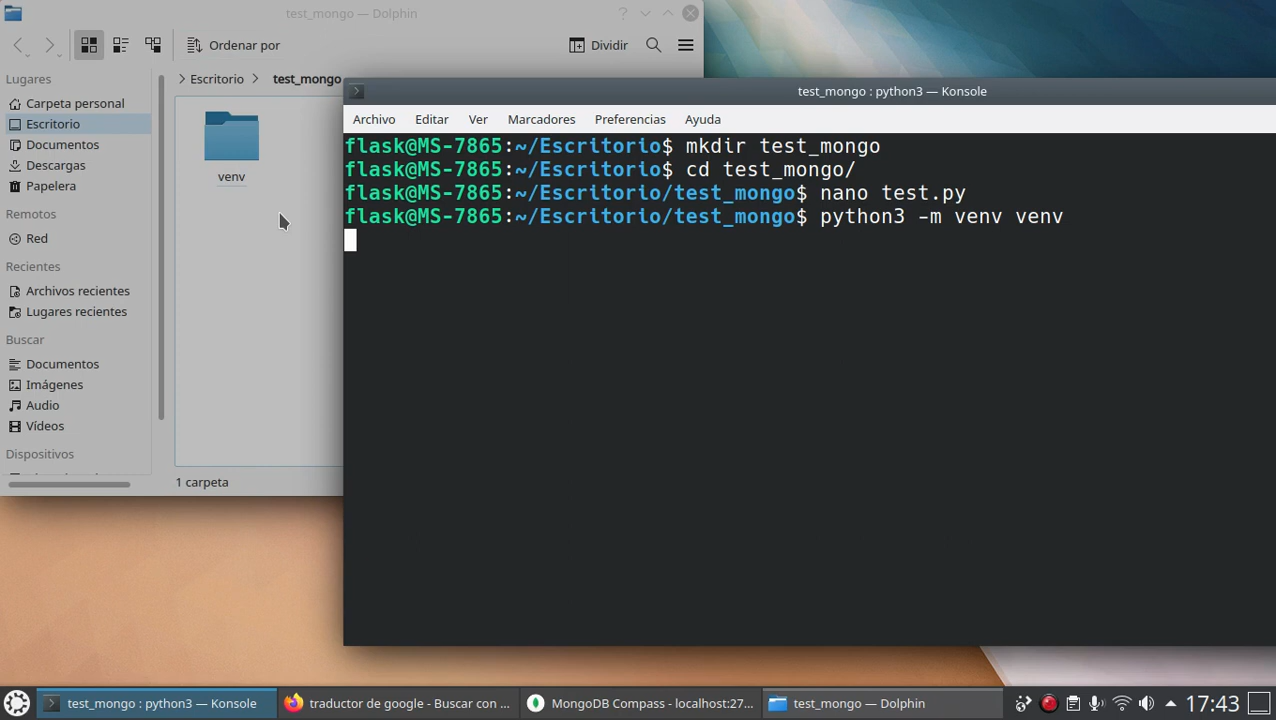 test_mongo — Dolphin
Ordenar por
Dividir
Lugares
Carpeta personal
Escritorio
Documentos
Descargas
Papelera
Remotos
Red
Recientes
Archivos recientes
Lugares recientes
Buscar
Documentos
Imágenes
Audio
Vídeos
Dispositivos
> Escritorio > test_mongo
venv
1 carpeta
test_mongo : python3 — Konsole
Archivo Editar Ver Marcadores Preferencias Ayuda
flask@MS-7865:~/Escritorio$ mkdir test_mongo
flask@MS-7865:~/Escritorio$ cd test_mongo/
flask@MS-7865:~/Escritorio/test_mongo$ nano test.py
flask@MS-7865:~/Escritorio/test_mongo$ python3 -m venv venv
test_mongo : python3 — Konsole
traductor de google - Buscar con ...
MongoDB Compass - localhost:27...
test_mongo — Dolphin
17:43